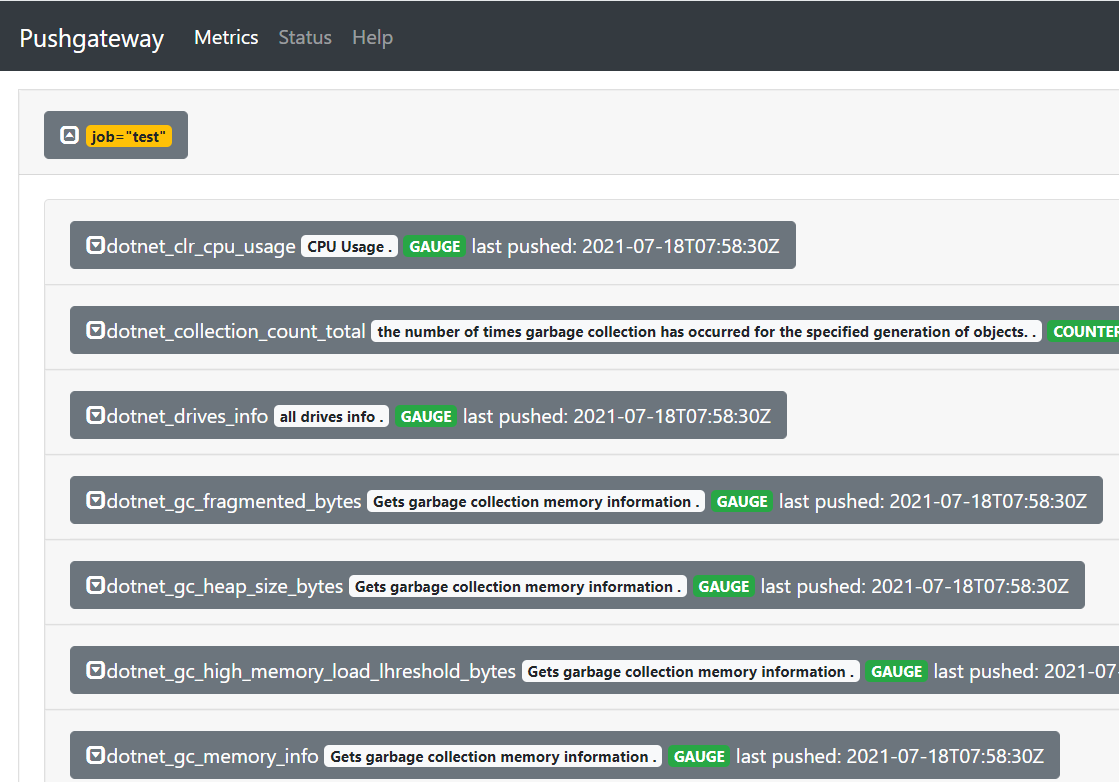 Pushgateway Metrics Status Help
job="test"
dotnet_clr_cpu_usage CPU Usage . GAUGE last pushed: 2021-07-18T07:58:30Z
dotnet_collection_count_total the number of times garbage collection has occurred for the specified generation of objects. . COUNTER
dotnet_drives_info all drives info . GAUGE last pushed: 2021-07-18T07:58:30Z
dotnet_gc_fragmented_bytes Gets garbage collection memory information . GAUGE last pushed: 2021-07-18T07:58:30Z
dotnet_gc_heap_size_bytes Gets garbage collection memory information . GAUGE last pushed: 2021-07-18T07:58:30Z
dotnet_gc_high_memory_load_lhreshold_bytes Gets garbage collection memory information . GAUGE last pushed: 2021-07-
dotnet_gc_memory_info Gets garbage collection memory information . GAUGE last pushed: 2021-07-18T07:58:30Z